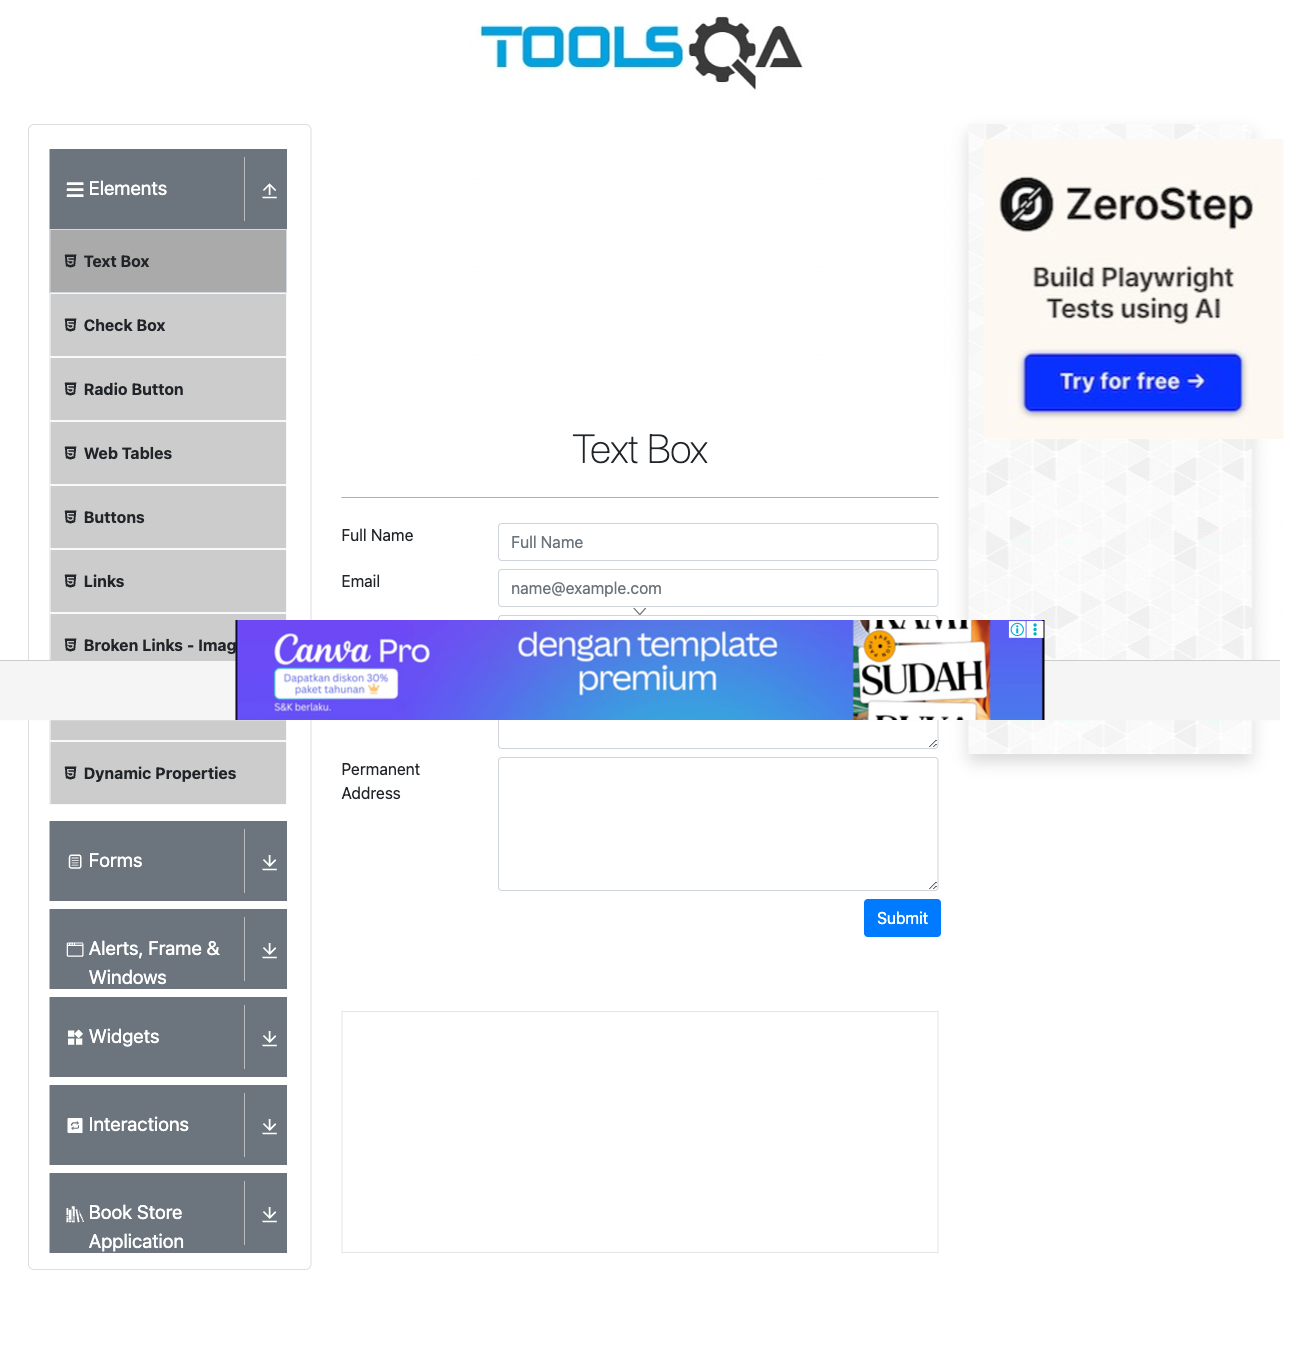 TOOLSQA
Elements
Text Box
Check Box
Radio Button
Web Tables
Buttons
Links
Broken Links - Imag
Dynamic Properties
Forms
Alerts, Frame &
Windows
Widgets
Interactions
Book Store
Application
Text Box
Full Name
Full Name
Email
name@example.com
Canva Pro
Dapatkan diskon 30%
paket tahunan
S&K berlaku.
dengan template
premium
SUDAH
Permanent
Address
Submit
ZeroStep
Build Playwright
Tests using AI
Try for free →